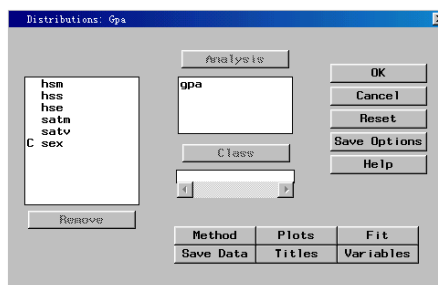 Distributions: Gpa
Analysis
hsm
hss
hse
satm
satv
C sex
gpa
Class
Remove
OK
Cancel
Reset
Save Options
Help
Method Plots Fit
Save Data Titles Variables